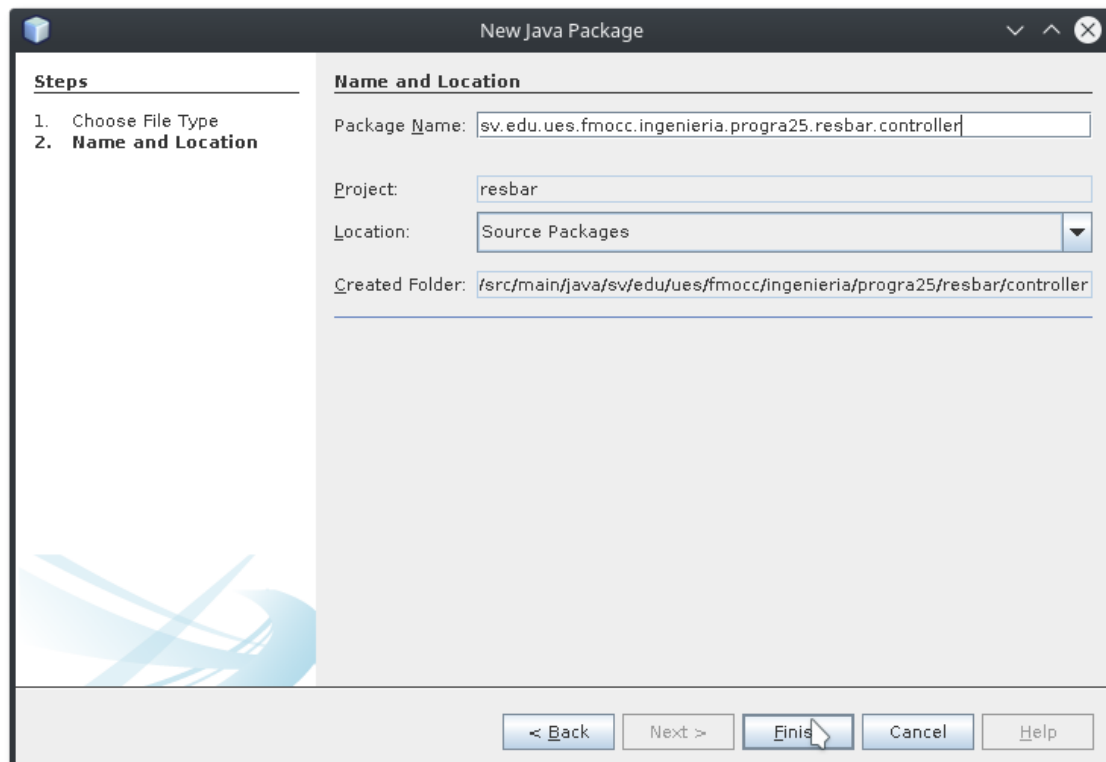 New Java Package
Steps
1. Choose File Type
2. Name and Location
Name and Location
Package Name: sv.edu.ues.fmocc.ingenieria.progra25.resbar.controller
Project: resbar
Location: Source Packages
Created Folder: /src/main/java/sv/edu/ues/fmocc/ingenieria/progra25/resbar/controller
< Back Next > Finis Cancel Help